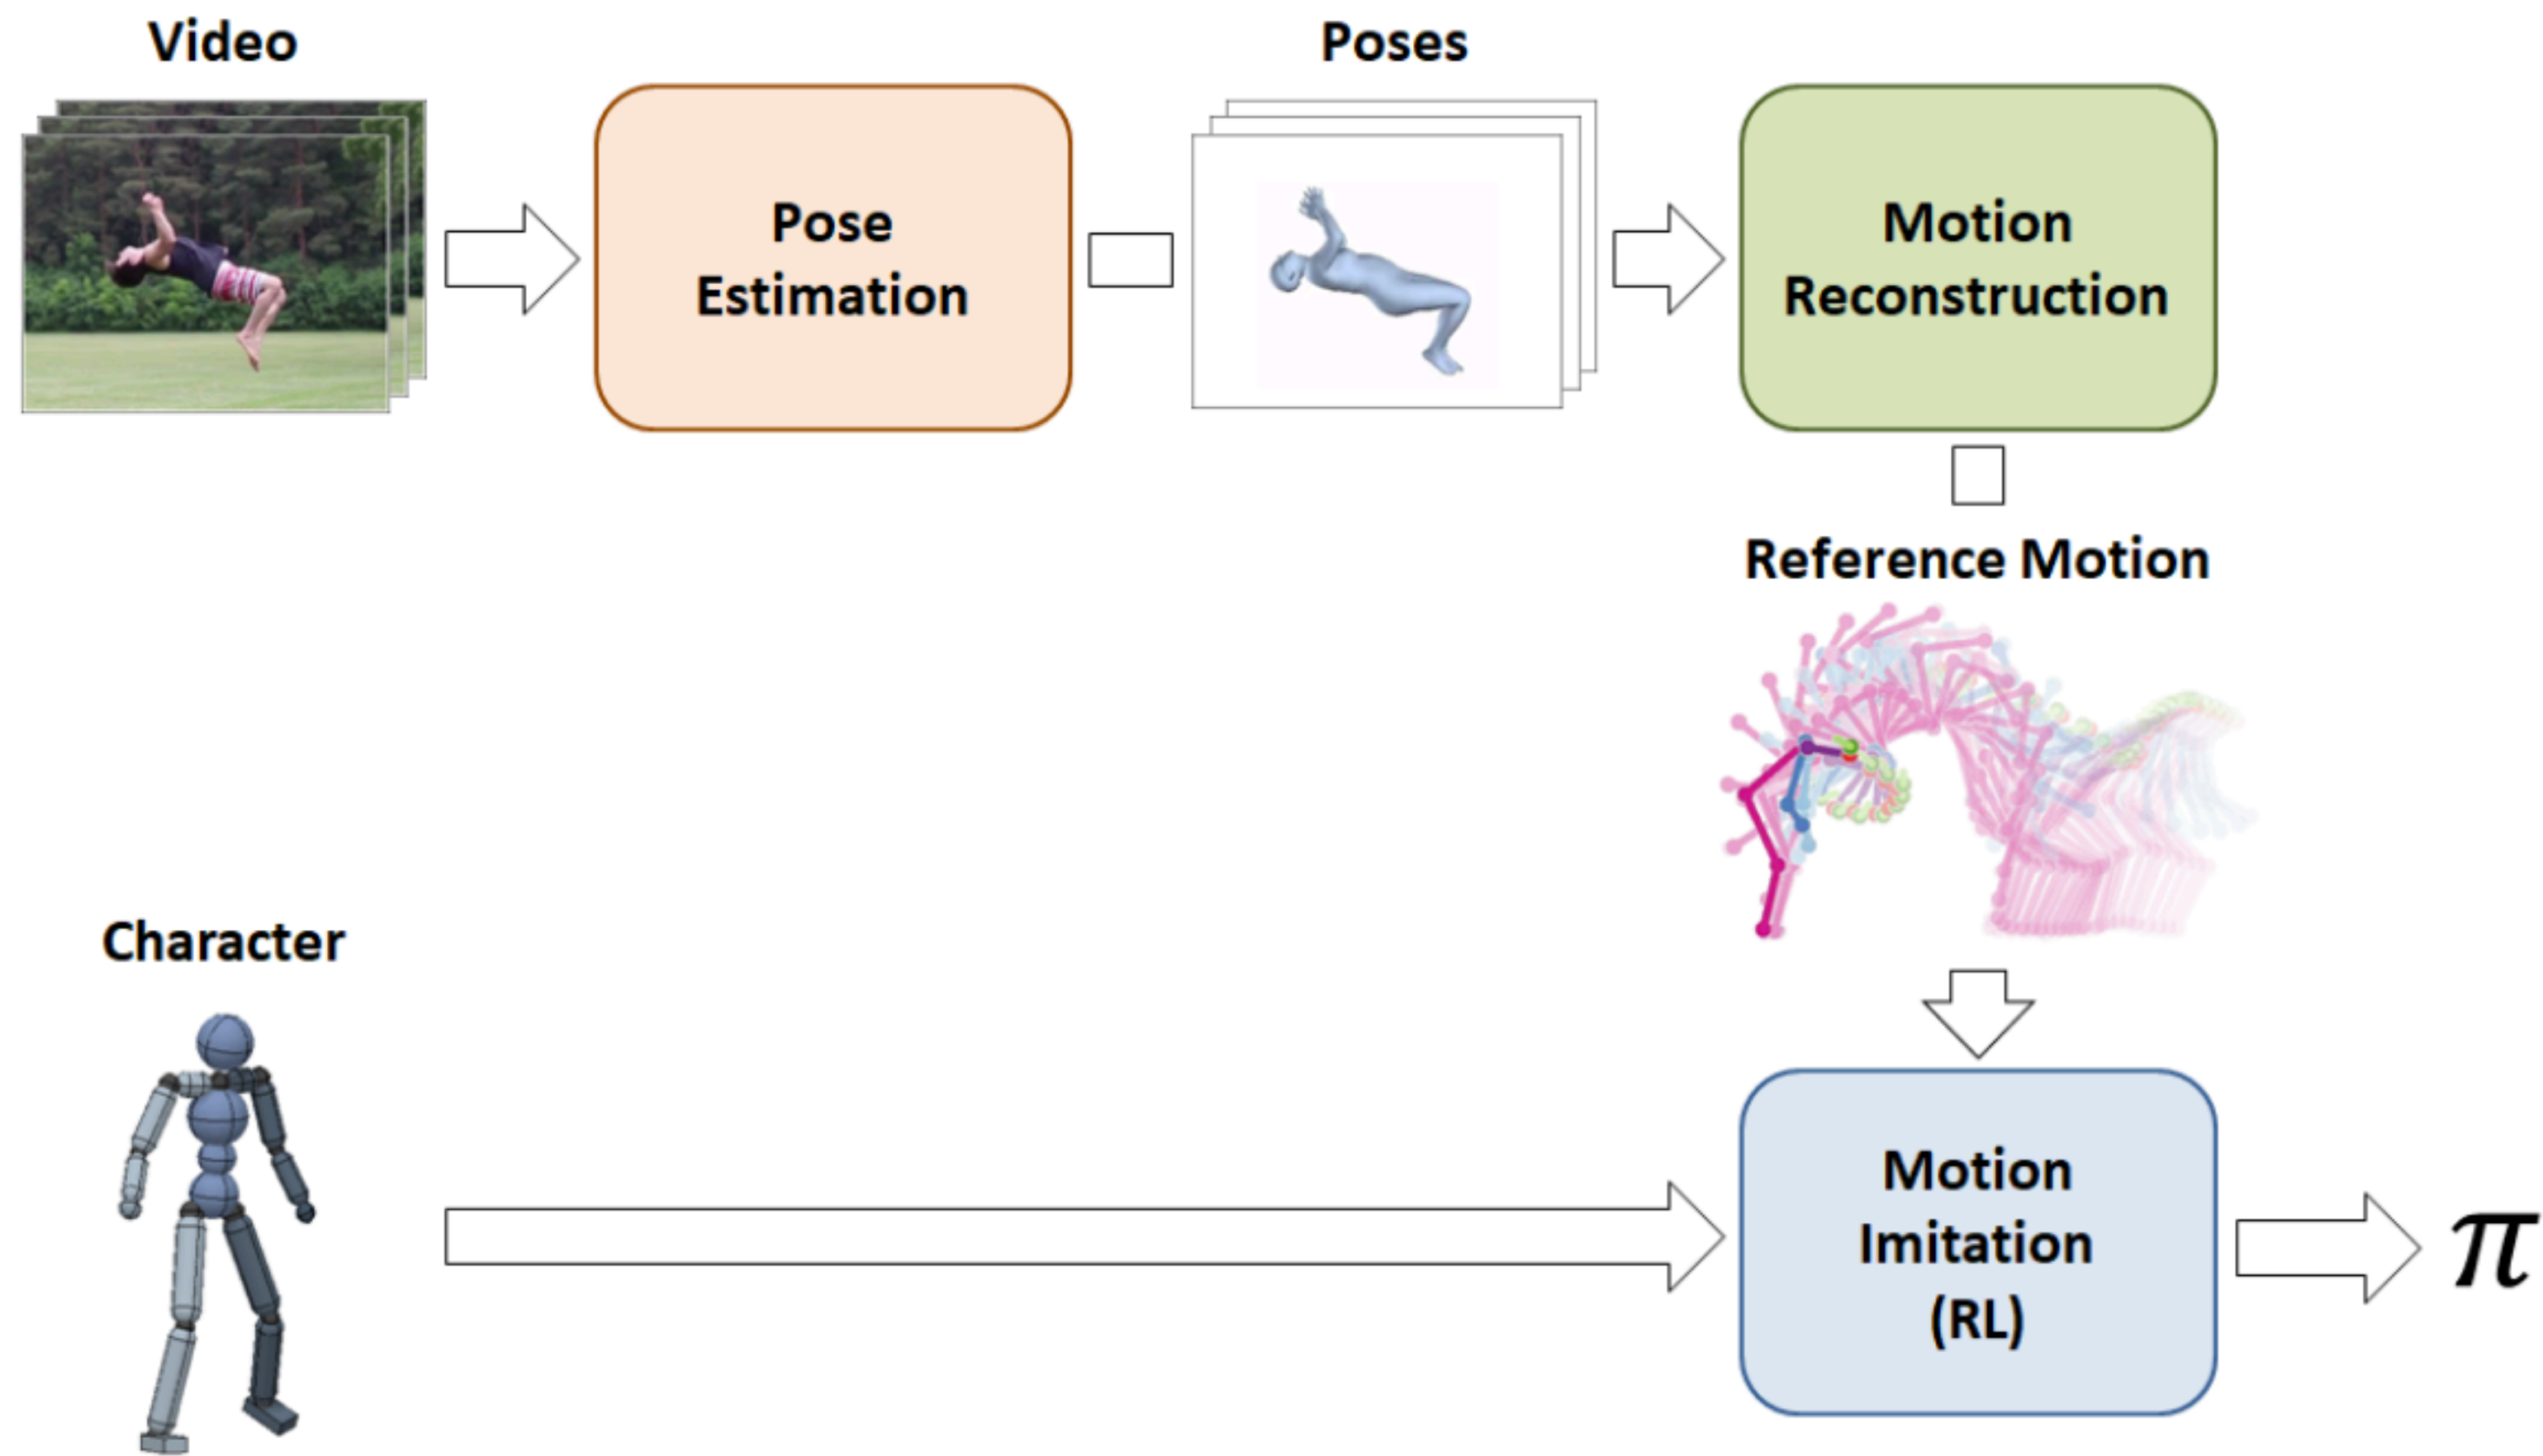 Video
Poses
Pose
Estimation
Motion
Reconstruction
Reference Motion
Character
Motion
Imitation
(RL)
π